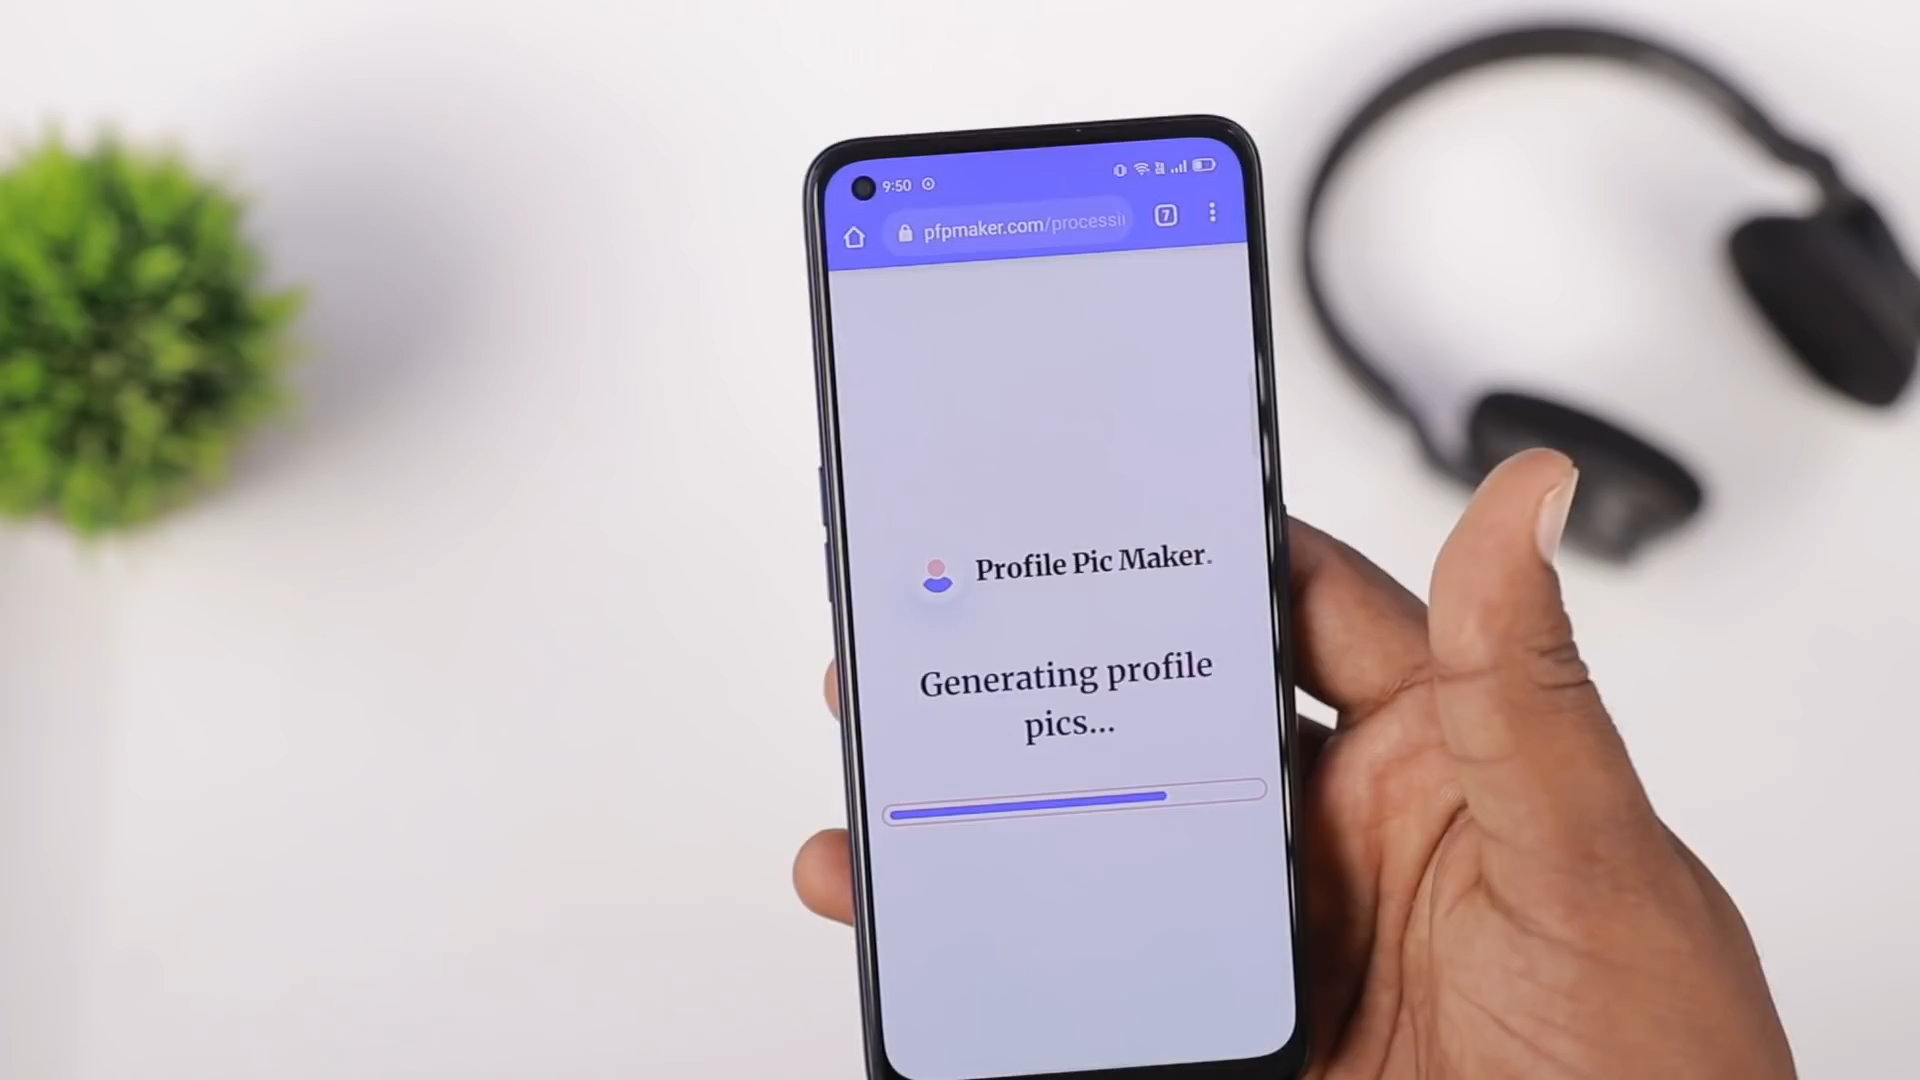 9:50
pfpmaker.com/processi
7
Profile Pic Maker.
Generating profile
pics...